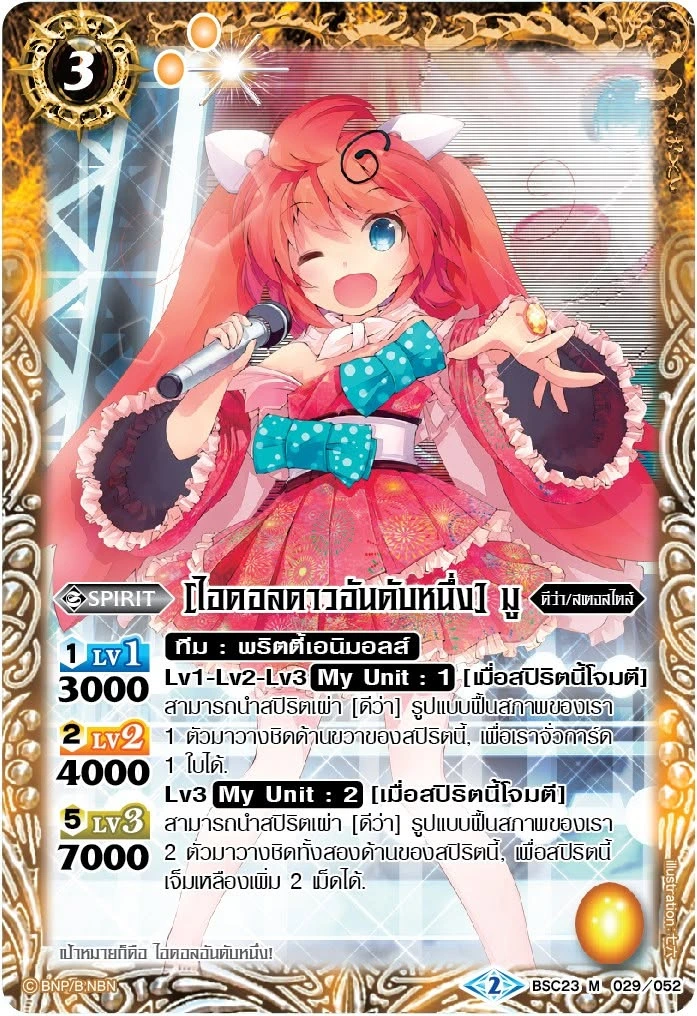 3
SPIRIT [ไอดอลดาวอันดับหนึ่ง] มู ดีว่า/สเตอสไตล์
1 LV1
3000
2 LV2
4000
5 LV3
7000
ทีม : พริตตี้เอนิมอลส์
Lv1-Lv2-Lv3 My Unit : 1 [เมื่อสปิริตนี้โจมตี]
สามารถนำสปิริตเผ่า [ดีว่า] รูปแบบฟื้นสภาพของเรา
1 ตัวมาวางชิดด้านขวาของสปิริตนี้, เพื่อเราจั่วการ์ด
1 ใบได้.
Lv3 My Unit : 2 [เมื่อสปิริตนี้โจมตี]
สามารถนำสปิริตเผ่า [ดีว่า] รูปแบบฟื้นสภาพของเรา
2 ตัวมาวางชิดทั้งสองด้านของสปิริตนี้, เพื่อสปิริตนี้
เจ็มเหลืองเพิ่ม 2 เม็ดได้.
เป้าหมายก็คือ ไอดอลอันดับหนึ่ง!
illustration : 七六
©BNP/B,NBN
2 BSC23 M 029/052